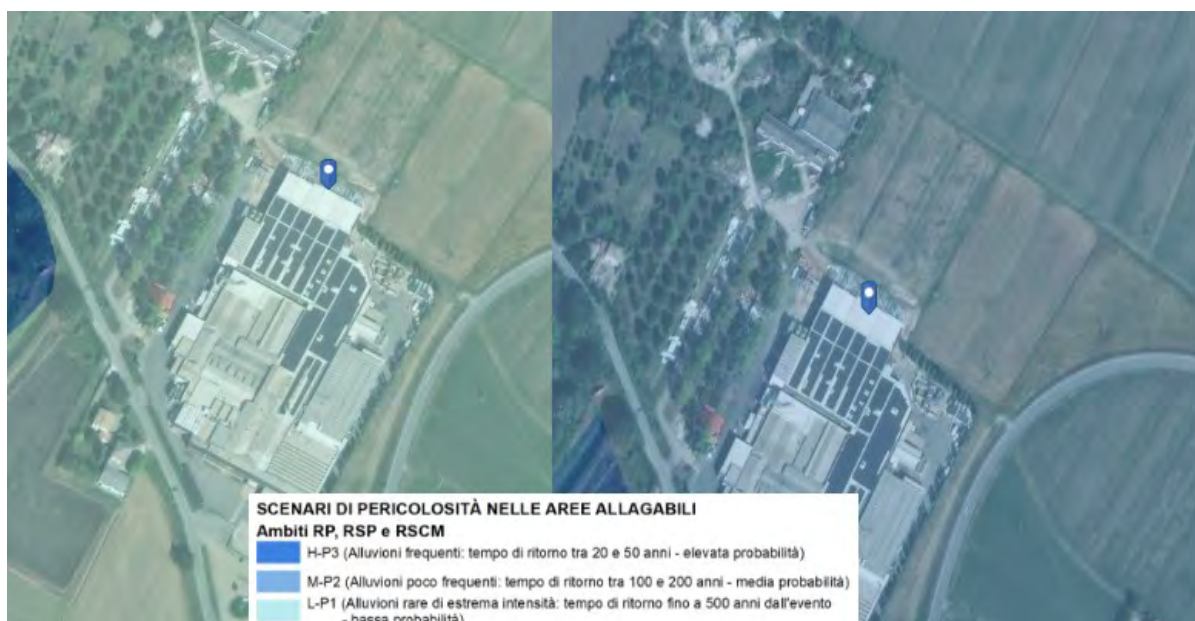 SCENARI DI PERICOLOSITÀ NELLE AREE ALLAGABILI
Ambiti RP, RSP e RSCM
H-P3 (Alluvioni frequenti: tempo di ritorno tra 20 e 50 anni - elevata probabilità)
M-P2 (Alluvioni poco frequenti: tempo di ritorno tra 100 e 200 anni - media probabilità)
L-P1 (Alluvioni rare di estrema intensità: tempo di ritorno fino a 500 anni dall'evento
- bassa probabilità)